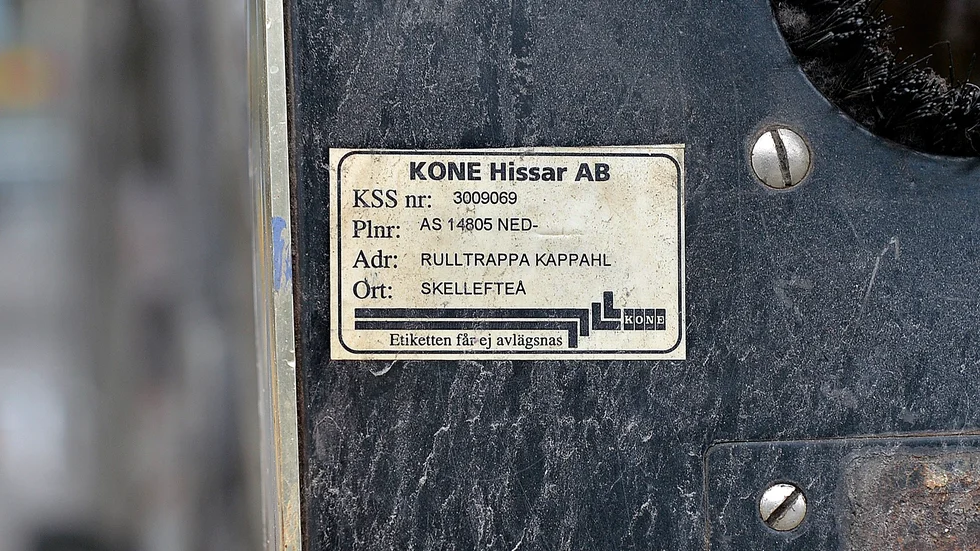 KONE Hissar AB
KSS nr: 3009069
Plnr: AS 14805 NED-
Adr: RULLTRAPPA KAPPAHL
Ort: SKELLEFTEÅ
KONE
Etiketten får ej avlägsnas